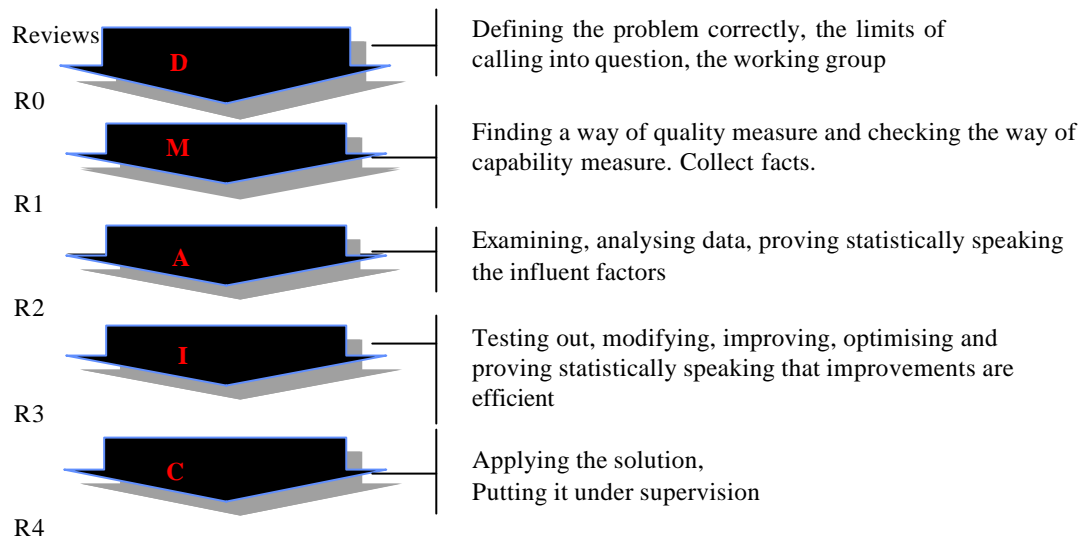 Reviews
D
Defining the problem correctly, the limits of
calling into question, the working group
R0
M
Finding a way of quality measure and checking the way of
capability measure. Collect facts.
R1
A
Examining, analysing data, proving statistically speaking
the influent factors
R2
I
Testing out, modifying, improving, optimising and
proving statistically speaking that improvements are
efficient
R3
C
Applying the solution,
Putting it under supervision
R4